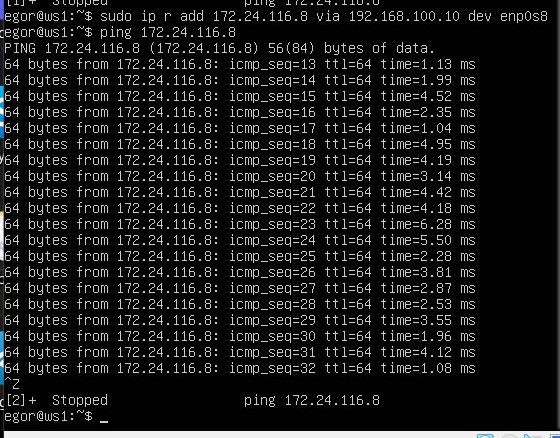 [1]+  Stopped                 ping 172.24.116.8
egor@ws1:~$ sudo ip r add 172.24.116.8 via 192.168.100.10 dev enp0s8
egor@ws1:~$ ping 172.24.116.8
PING 172.24.116.8 (172.24.116.8) 56(84) bytes of data.
64 bytes from 172.24.116.8: icmp_seq=13 ttl=64 time=1.13 ms
64 bytes from 172.24.116.8: icmp_seq=14 ttl=64 time=1.99 ms
64 bytes from 172.24.116.8: icmp_seq=15 ttl=64 time=4.52 ms
64 bytes from 172.24.116.8: icmp_seq=16 ttl=64 time=2.35 ms
64 bytes from 172.24.116.8: icmp_seq=17 ttl=64 time=1.04 ms
64 bytes from 172.24.116.8: icmp_seq=18 ttl=64 time=4.95 ms
64 bytes from 172.24.116.8: icmp_seq=19 ttl=64 time=4.19 ms
64 bytes from 172.24.116.8: icmp_seq=20 ttl=64 time=3.14 ms
64 bytes from 172.24.116.8: icmp_seq=21 ttl=64 time=4.42 ms
64 bytes from 172.24.116.8: icmp_seq=22 ttl=64 time=4.18 ms
64 bytes from 172.24.116.8: icmp_seq=23 ttl=64 time=6.28 ms
64 bytes from 172.24.116.8: icmp_seq=24 ttl=64 time=5.50 ms
64 bytes from 172.24.116.8: icmp_seq=25 ttl=64 time=2.28 ms
64 bytes from 172.24.116.8: icmp_seq=26 ttl=64 time=3.81 ms
64 bytes from 172.24.116.8: icmp_seq=27 ttl=64 time=2.87 ms
64 bytes from 172.24.116.8: icmp_seq=28 ttl=64 time=2.53 ms
64 bytes from 172.24.116.8: icmp_seq=29 ttl=64 time=3.55 ms
64 bytes from 172.24.116.8: icmp_seq=30 ttl=64 time=1.96 ms
64 bytes from 172.24.116.8: icmp_seq=31 ttl=64 time=4.12 ms
64 bytes from 172.24.116.8: icmp_seq=32 ttl=64 time=1.08 ms
^Z
[2]+  Stopped                 ping 172.24.116.8
egor@ws1:~$ _